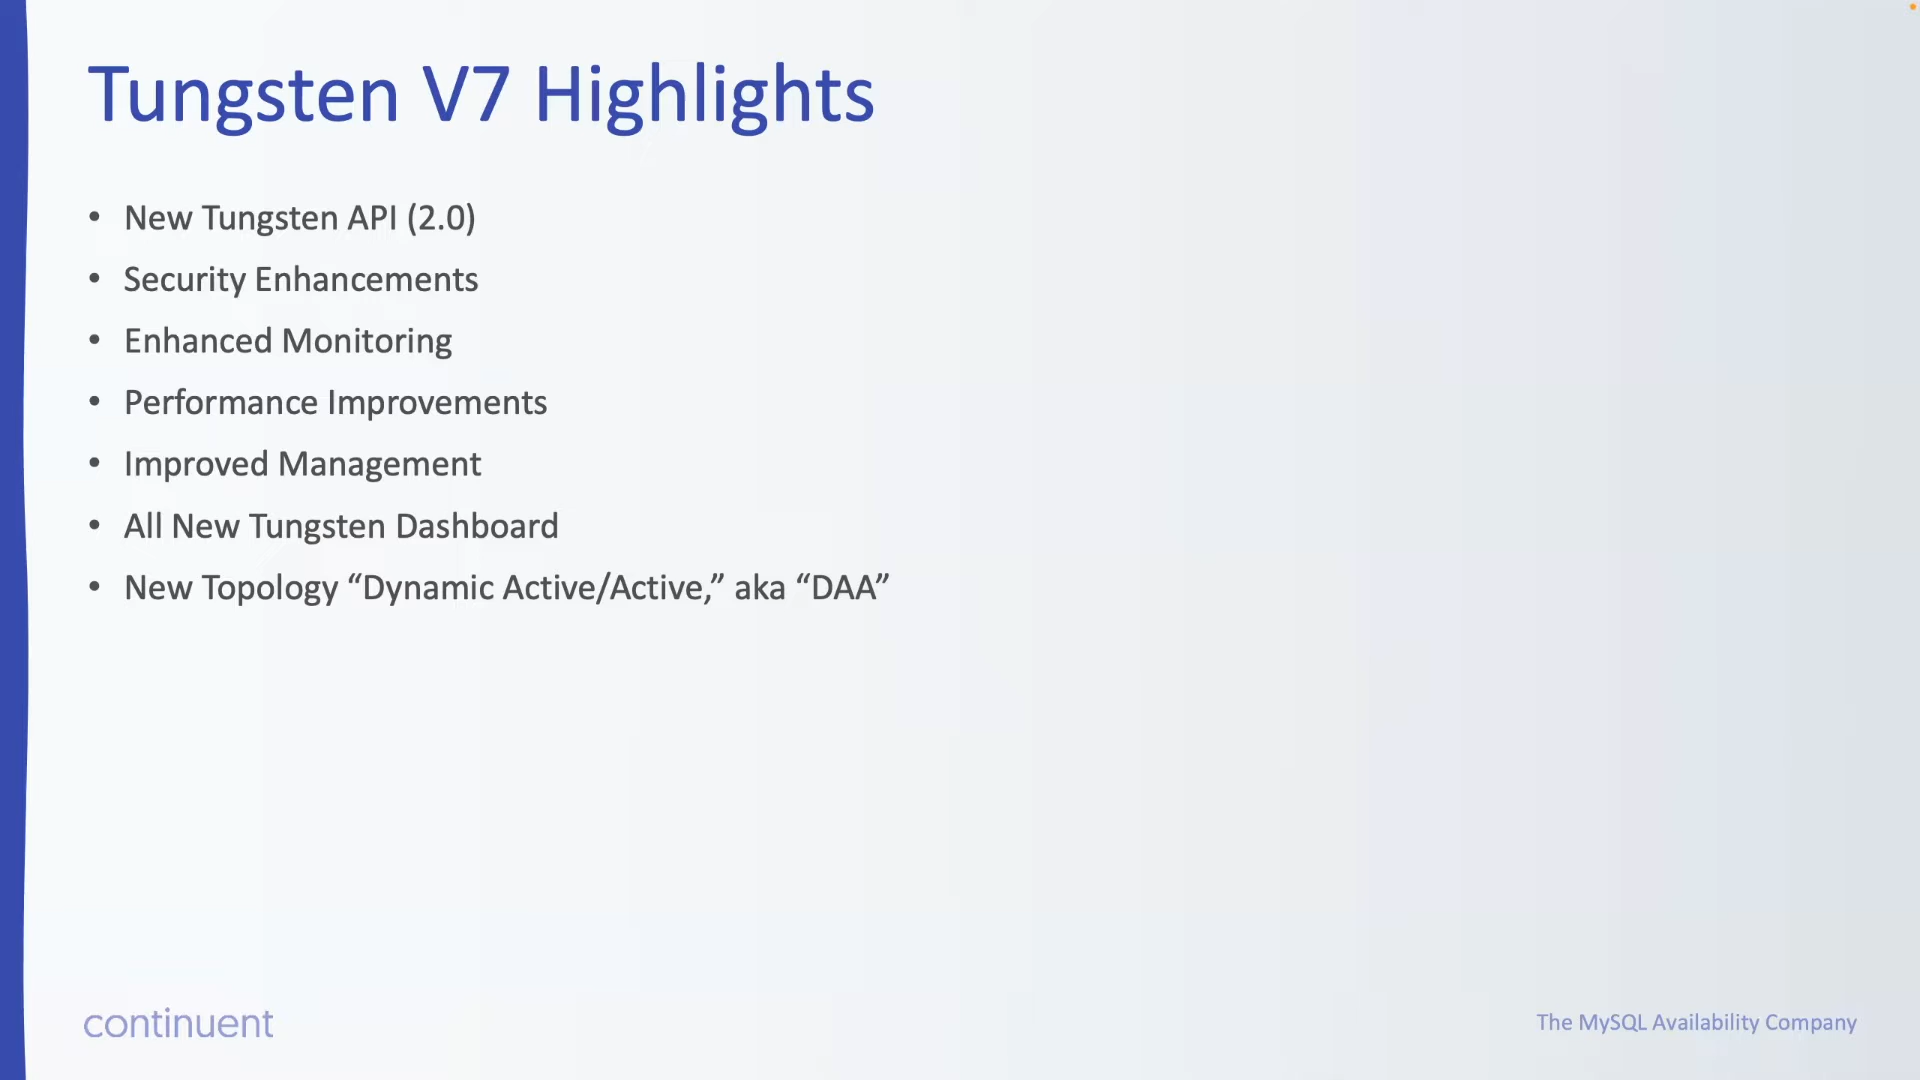 Tungsten V7 Highlights
• New Tungsten API (2.0)
• Security Enhancements
• Enhanced Monitoring
• Performance Improvements
• Improved Management
• All New Tungsten Dashboard
• New Topology “Dynamic Active/Active,” aka “DAA”
continuent
The MySQL Availability Company